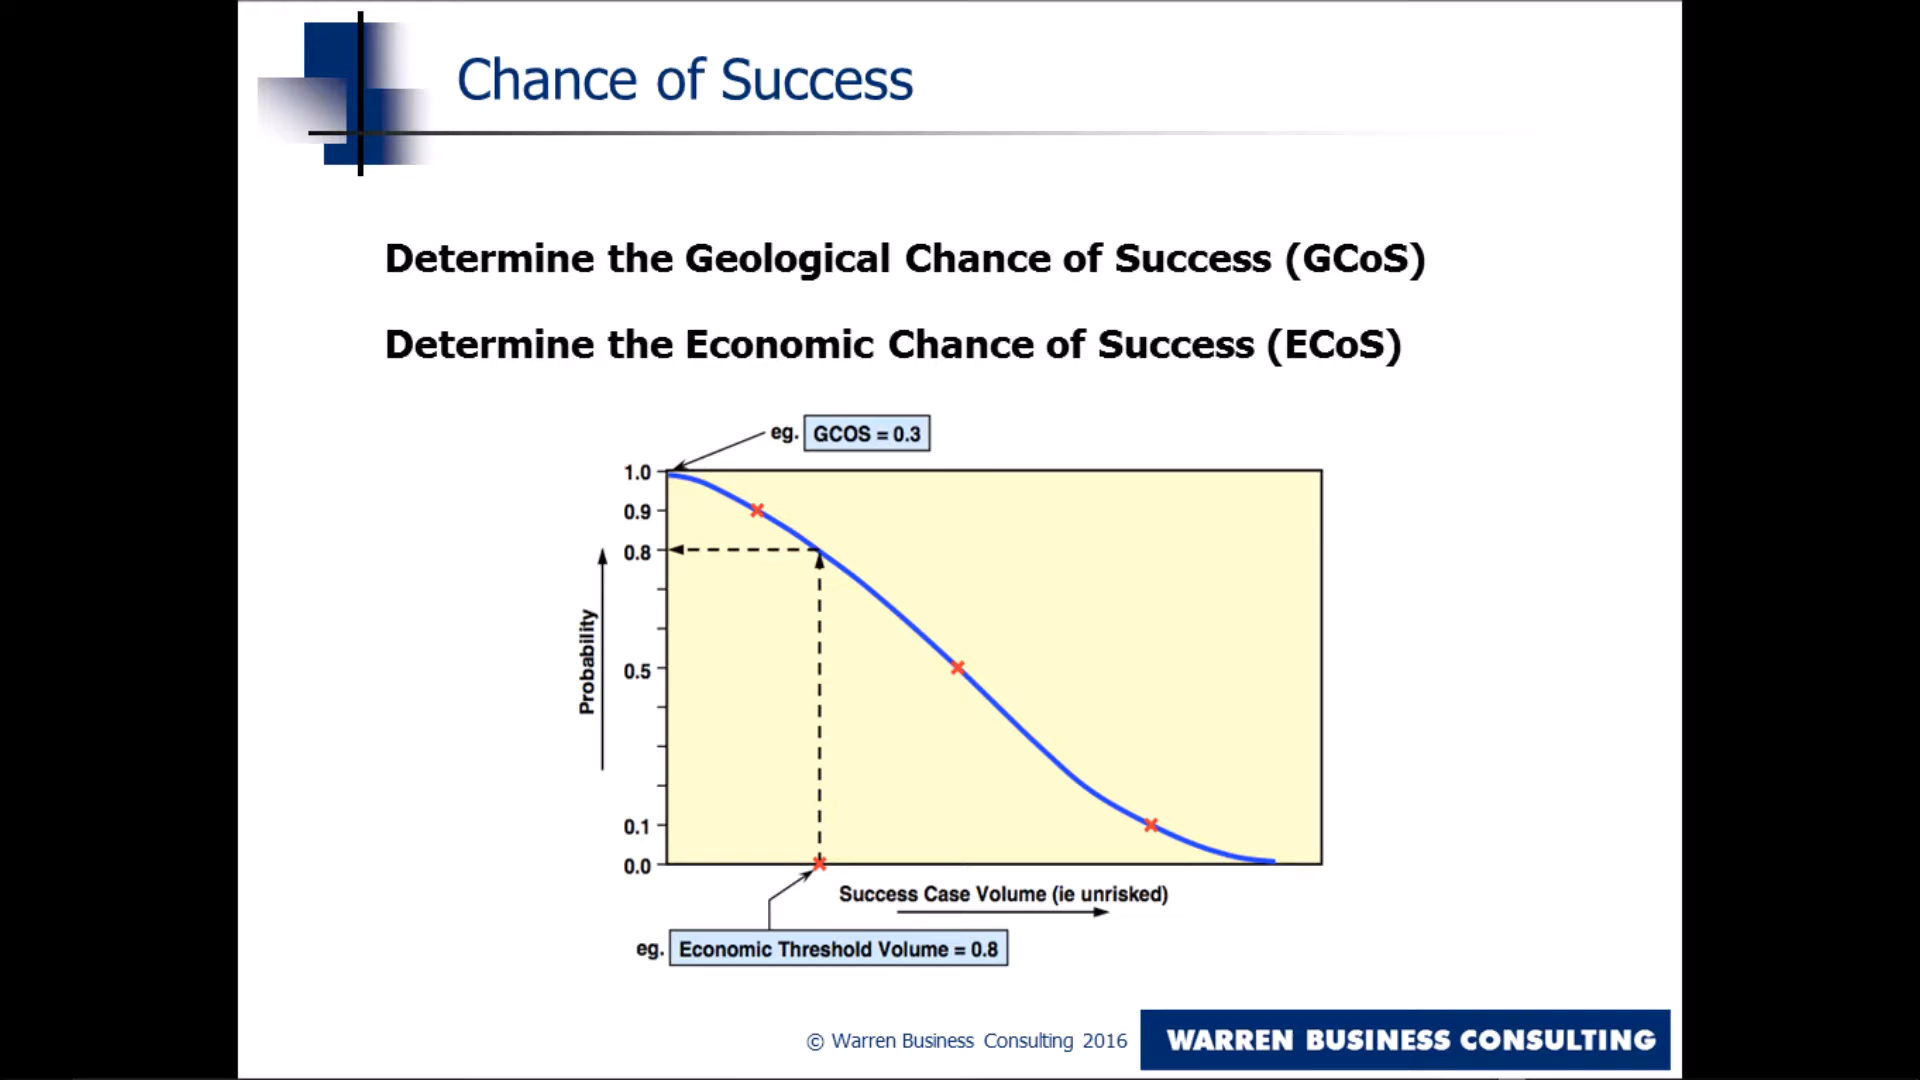 Chance of Success
Determine the Geological Chance of Success (GCoS)
Determine the Economic Chance of Success (ECoS)
eg. GCOS = 0.3
1.0
0.9
0.8
0.5
0.1
0.0
Probability
Success Case Volume (ie unrisked)
eg. Economic Threshold Volume = 0.8
© Warren Business Consulting 2016
WARREN BUSINESS CONSULTING